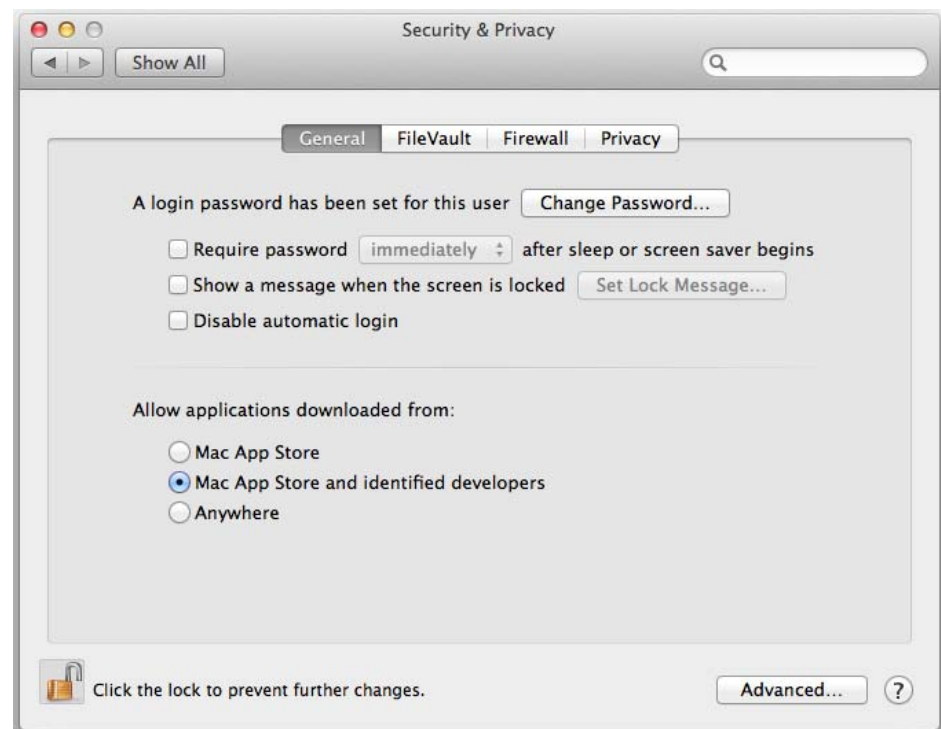 Security & Privacy
Show All
General FileVault Firewall Privacy
A login password has been set for this user Change Password...
Require password immediately after sleep or screen saver begins
Show a message when the screen is locked Set Lock Message...
Disable automatic login
Allow applications downloaded from:
Mac App Store
Mac App Store and identified developers
Anywhere
Click the lock to prevent further changes. Advanced... ?